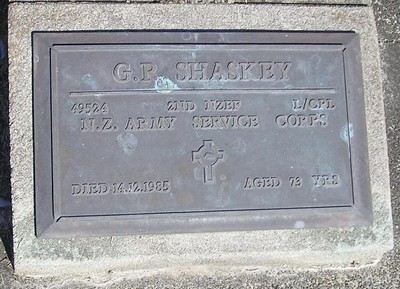 G.P. SHASKEY
49524 2ND NZEF L/CPL
N.Z. ARMY SERVICE CORPS
DIED 14.12.1985 AGED 73 YRS